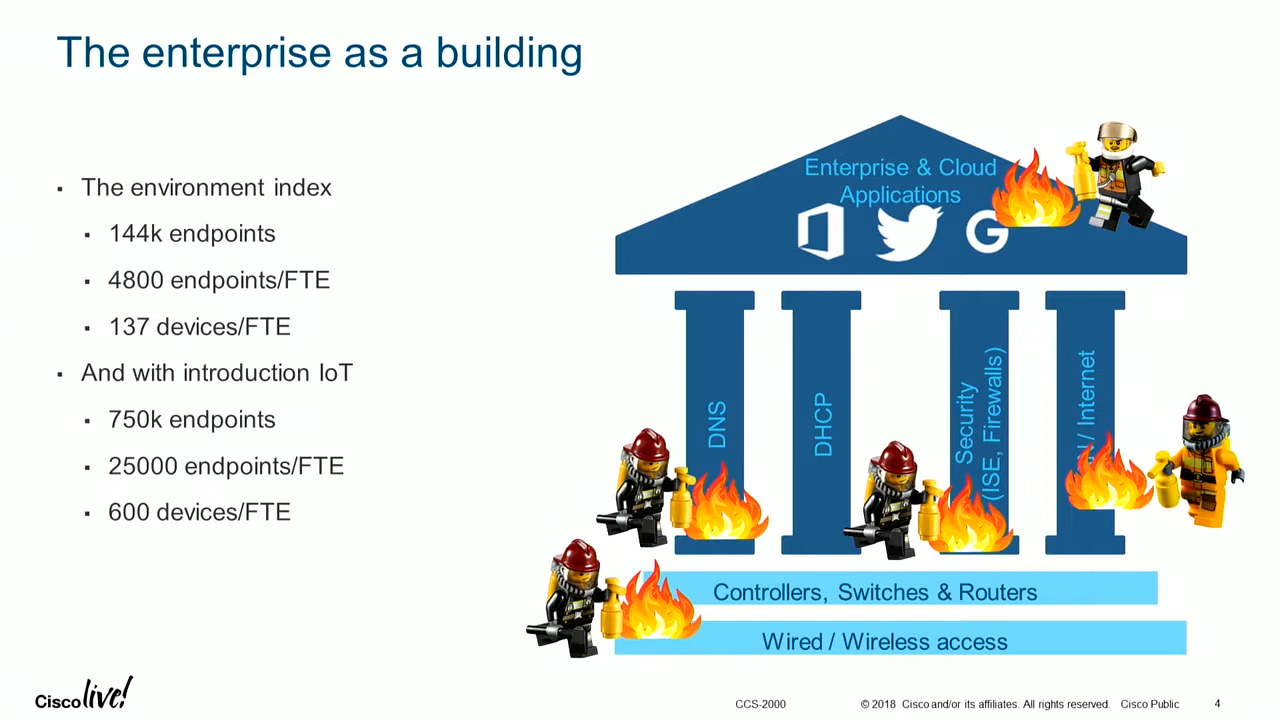 The enterprise as a building
▪ The environment index
▪ 144k endpoints
▪ 4800 endpoints/FTE
▪ 137 devices/FTE
▪ And with introduction IoT
▪ 750k endpoints
▪ 25000 endpoints/FTE
▪ 600 devices/FTE
Enterprise & Cloud
Applications
G
DNS
DHCP
Security
(ISE, Firewalls)
/ Internet
Controllers, Switches & Routers
Wired / Wireless access
Cisco live!
CCS-2000
© 2018 Cisco and/or its affiliates. All rights reserved. Cisco Public
4